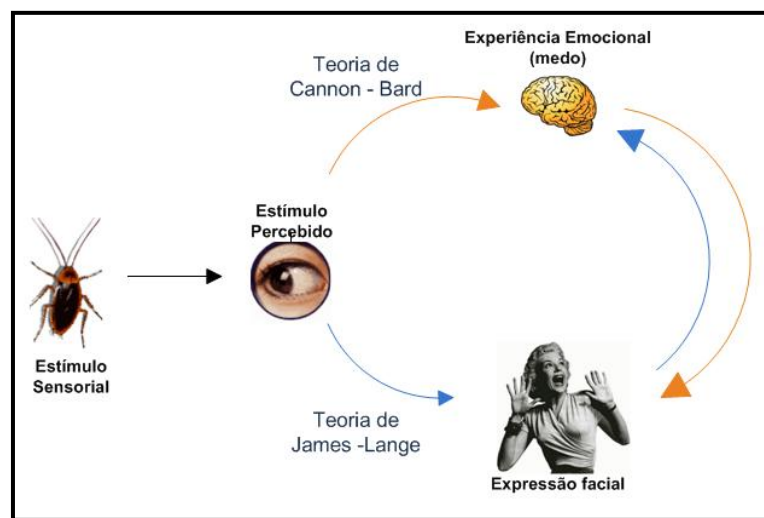 Experiência Emocional
(medo)
Teoria de
Cannon - Bard
Estímulo
Percebido
Estímulo
Sensorial
Teoria de
James -Lange
Expressão facial